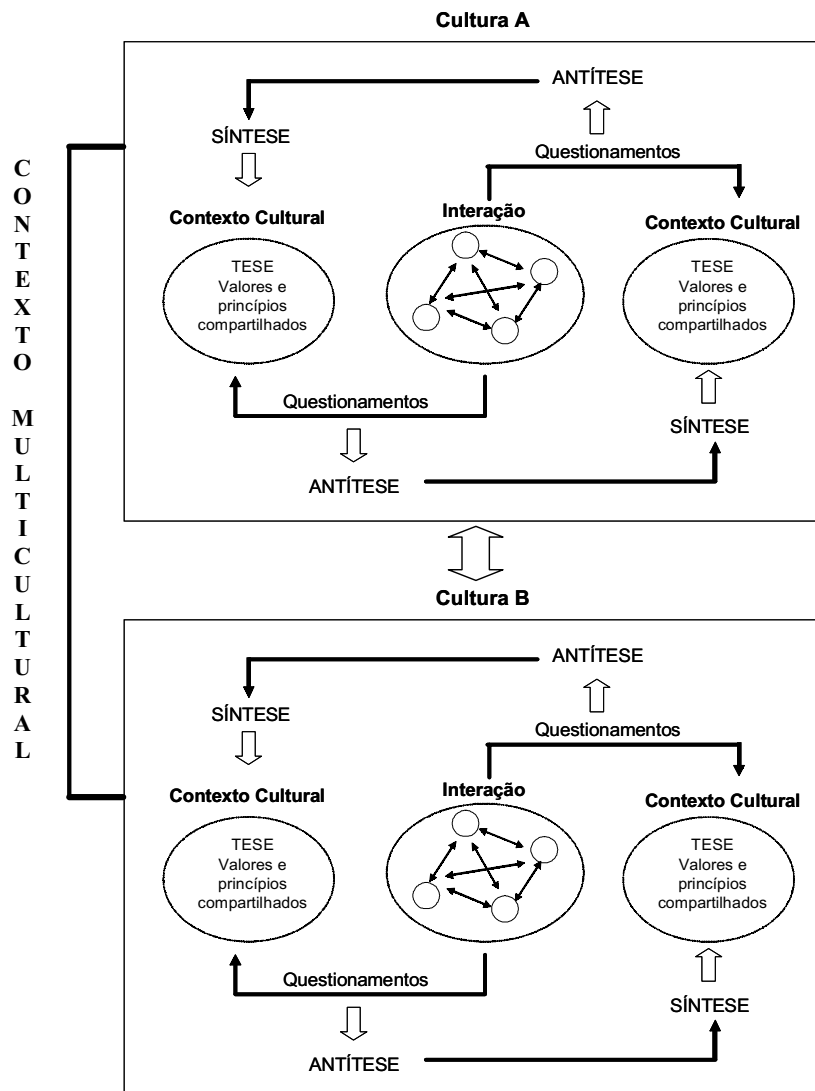 Cultura A
ANTÍTESE
SÍNTESE
Questionamentos
Contexto Cultural
Interação
Contexto Cultural
TESE
Valores e
princípios
compartilhados
TESE
Valores e
princípios
compartilhados
Questionamentos
SÍNTESE
ANTÍTESE
CONTEXTO MULTICULTURAL
Cultura B
ANTÍTESE
SÍNTESE
Questionamentos
Contexto Cultural
Interação
Contexto Cultural
TESE
Valores e
princípios
compartilhados
TESE
Valores e
princípios
compartilhados
Questionamentos
SÍNTESE
ANTÍTESE